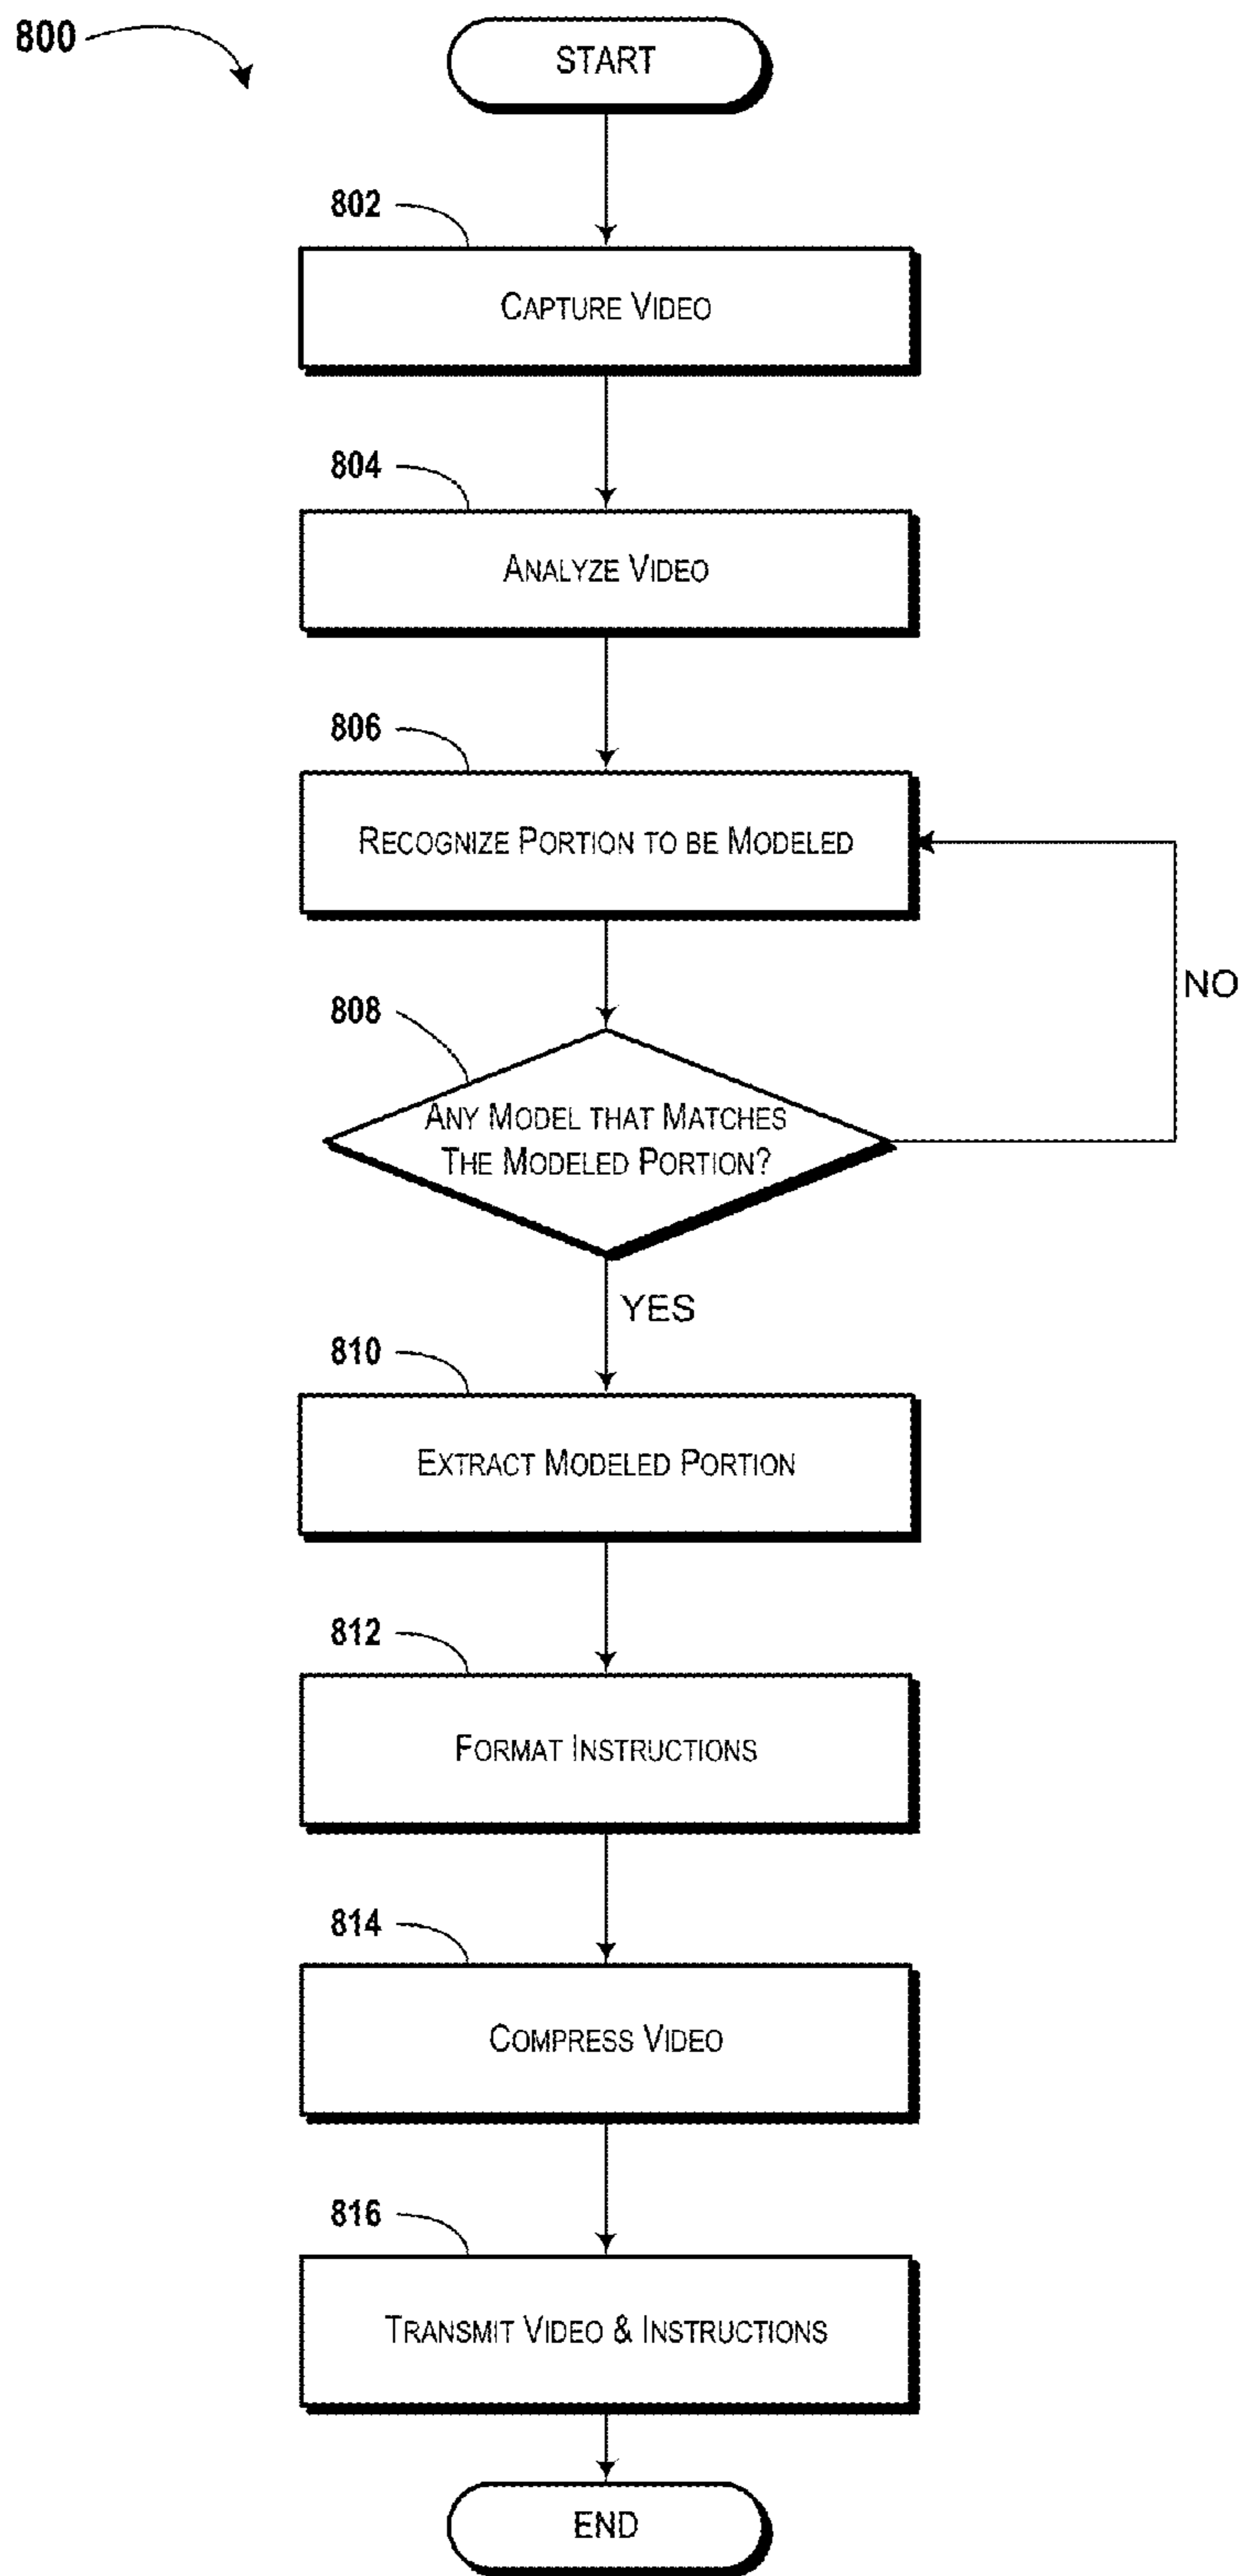 800
START
802
CAPTURE VIDEO
804
ANALYZE VIDEO
806
RECOGNIZE PORTION TO BE MODELED
NO
808
ANY MODEL THAT MATCHES
THE MODELED PORTION?
YES
810
EXTRACT MODELED PORTION
812
FORMAT INSTRUCTIONS
814
COMPRESS VIDEO
816
TRANSMIT VIDEO & INSTRUCTIONS
END